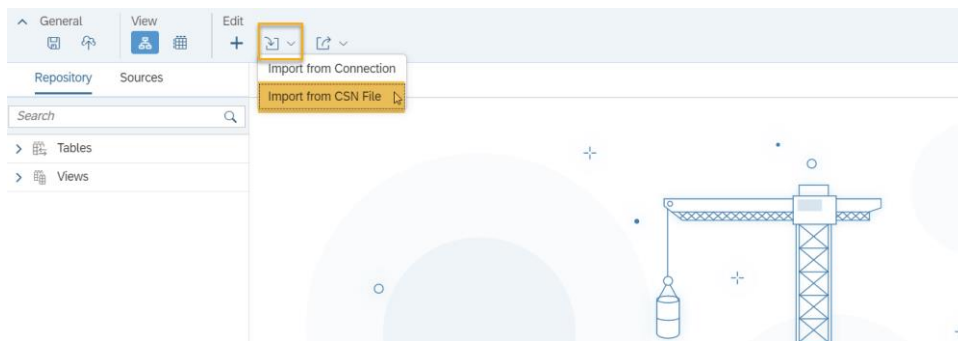 General View Edit
Import from Connection
Repository Sources
Import from CSN File
Search
Tables
Views